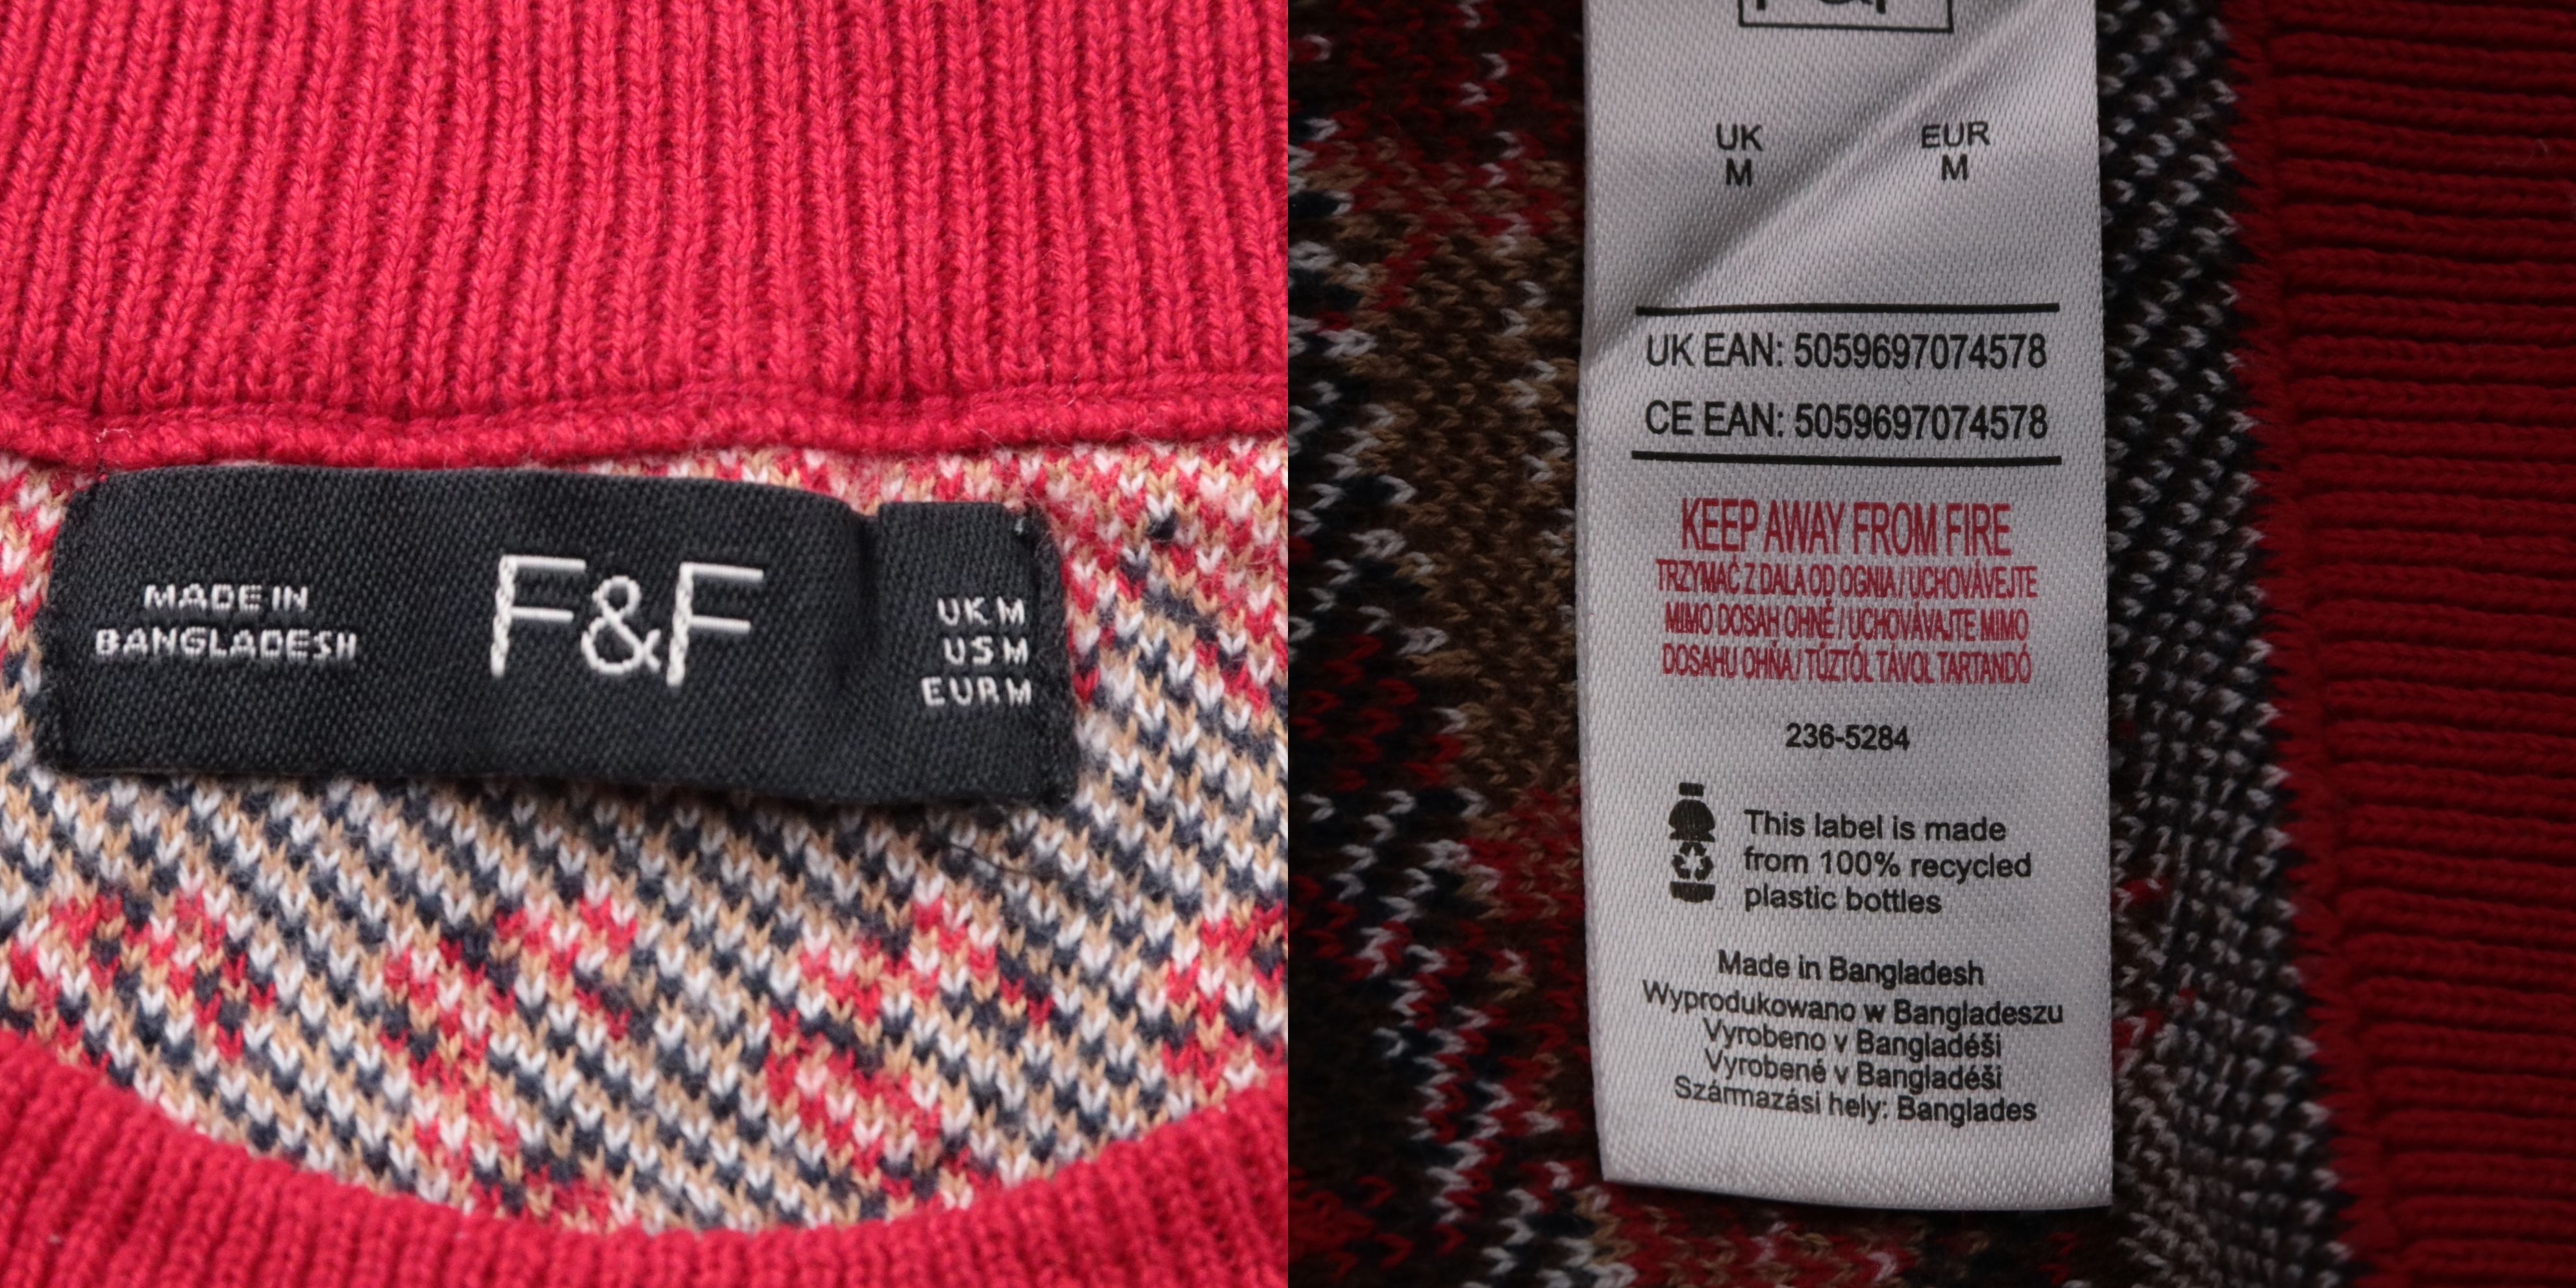 MADE IN
BANGLADESH
F&F
UK M
US M
EUR M
F&F
UK
M
EUR
M
UK EAN: 5059697074578
CE EAN: 5059697074578
KEEP AWAY FROM FIRE
TRZYMAĆ Z DALA OD OGNIA / UCHOVÁVEJTE
MIMO DOSAH OHNĚ / UCHOVÁVAJTE MIMO
DOSAHU OHŇA / TŰZTŐL TÁVOL TARTANDÓ
236-5284
This label is made
from 100% recycled
plastic bottles
Made in Bangladesh
Wyprodukowano w Bangladeszu
Vyrobeno v Bangladéši
Vyrobené v Bangladéši
Származási hely: Banglades